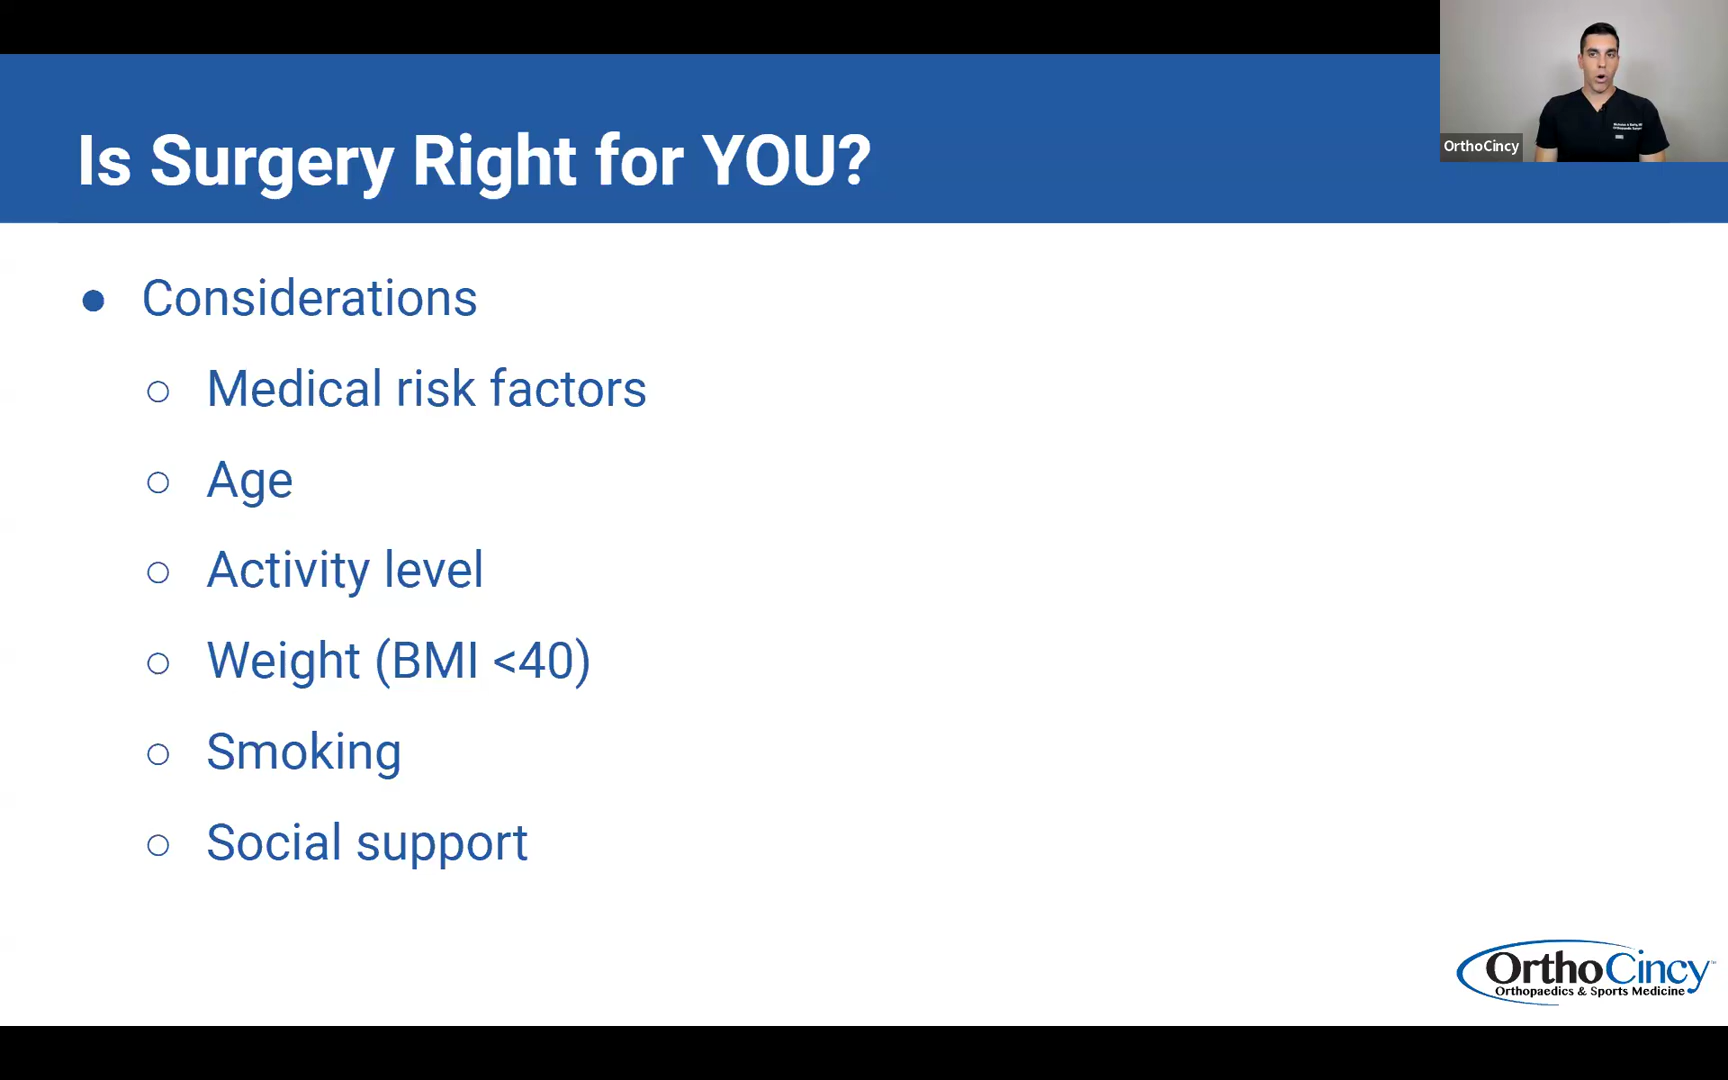 Is Surgery Right for YOU?
OrthoCincy
● Considerations
○ Medical risk factors
○ Age
○ Activity level
○ Weight (BMI <40)
○ Smoking
○ Social support
OrthoCincy™
Orthopaedics & Sports Medicine